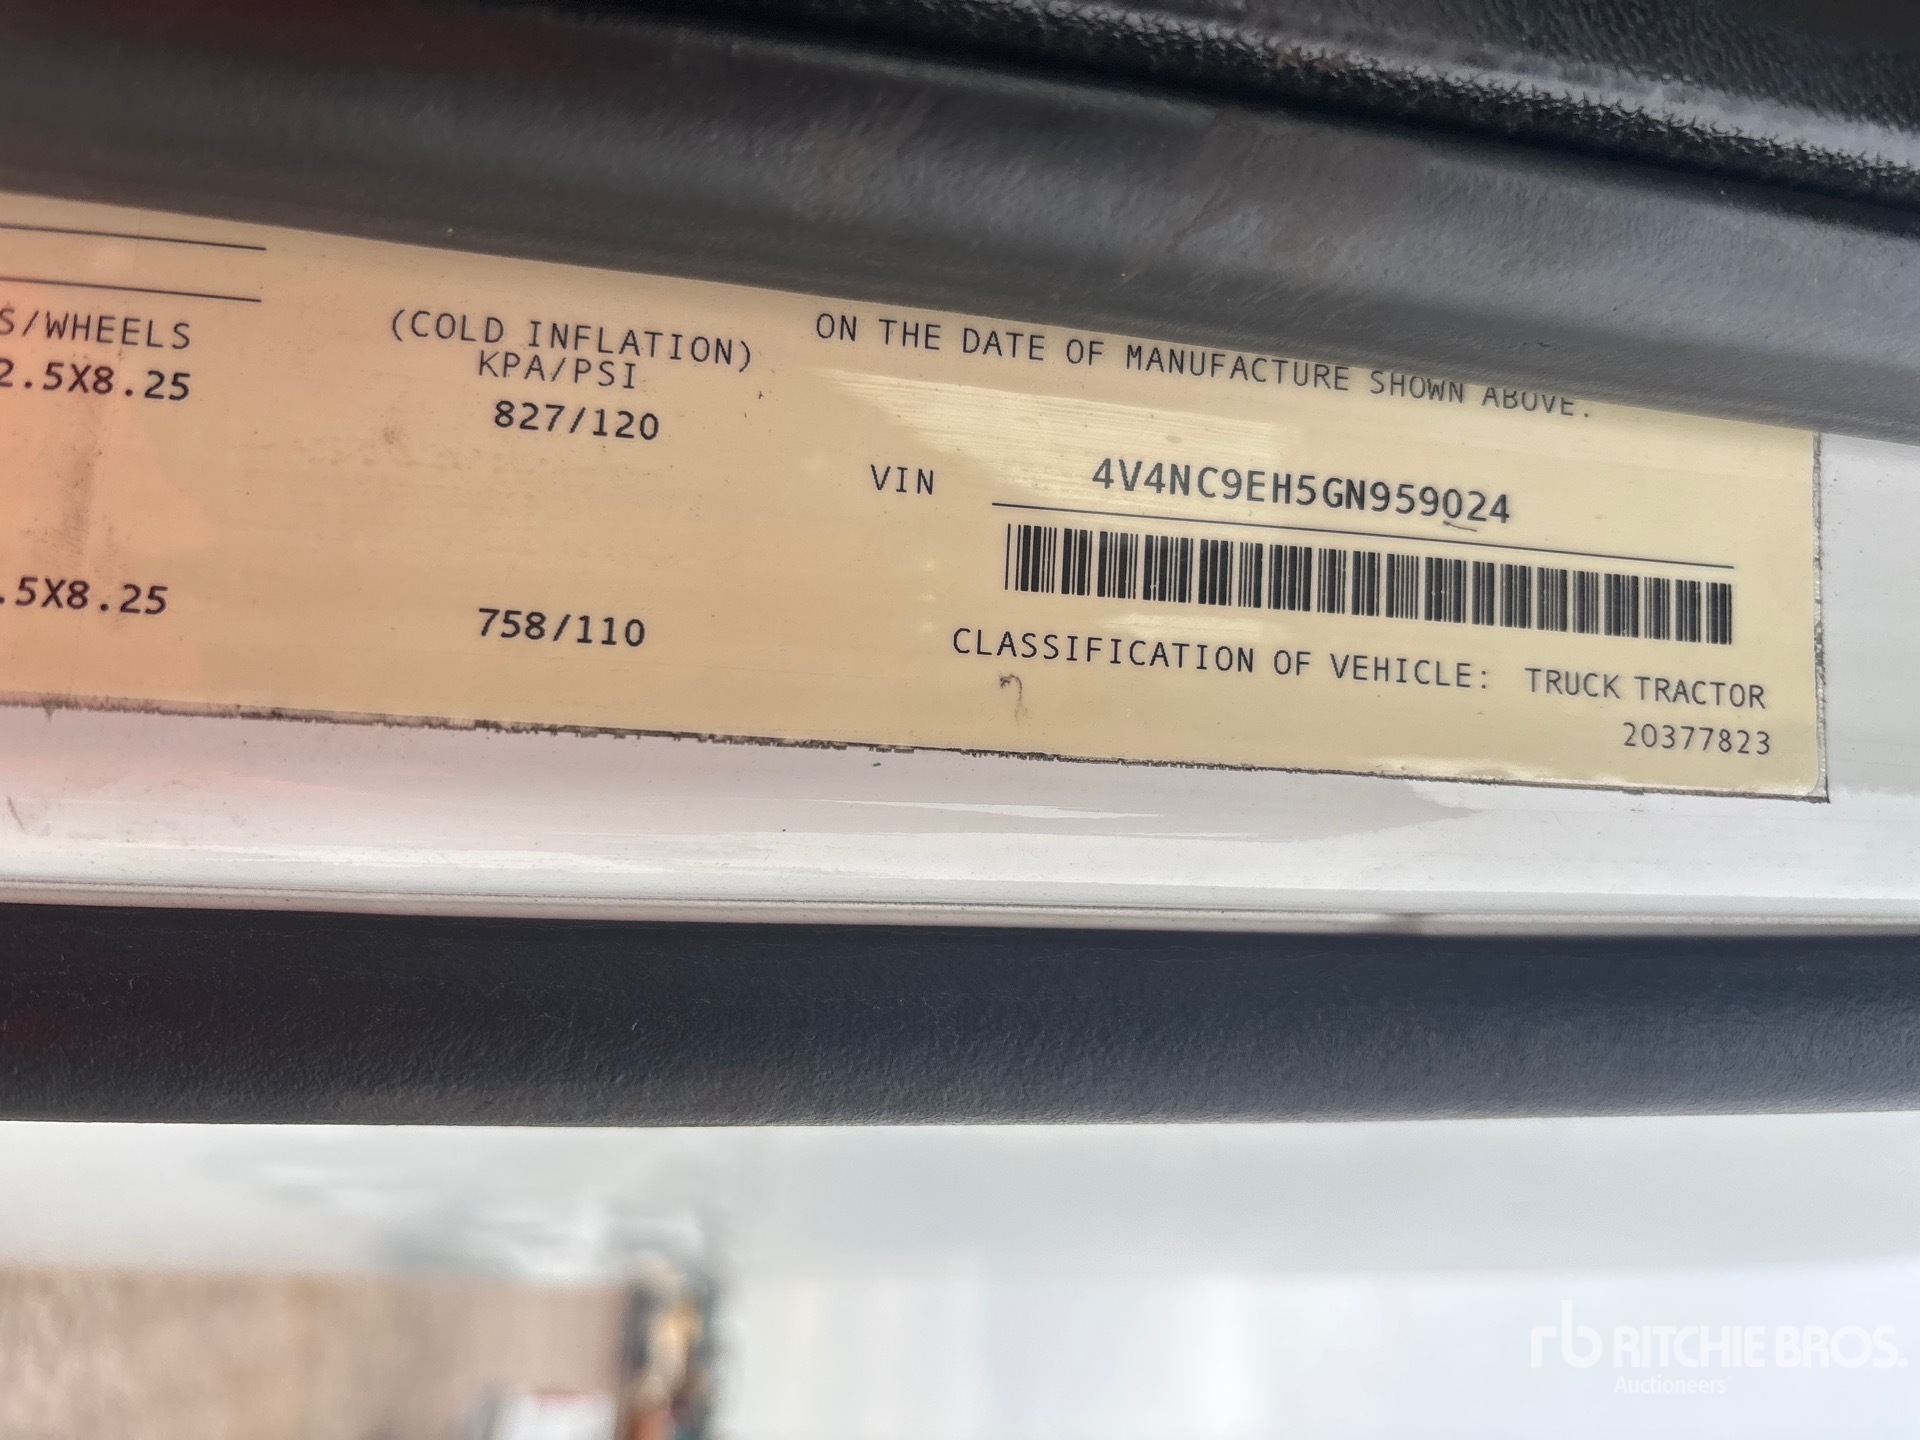 S/WHEELS
2.5X8.25
.5X8.25
(COLD INFLATION)
KPA/PSI
827/120
758/110
ON THE DATE OF MANUFACTURE SHOWN ABOVE.
VIN 4V4NC9EH5GN959024
CLASSIFICATION OF VEHICLE: TRUCK TRACTOR
20377823
rb RITCHIE BROS.
Auctioneers